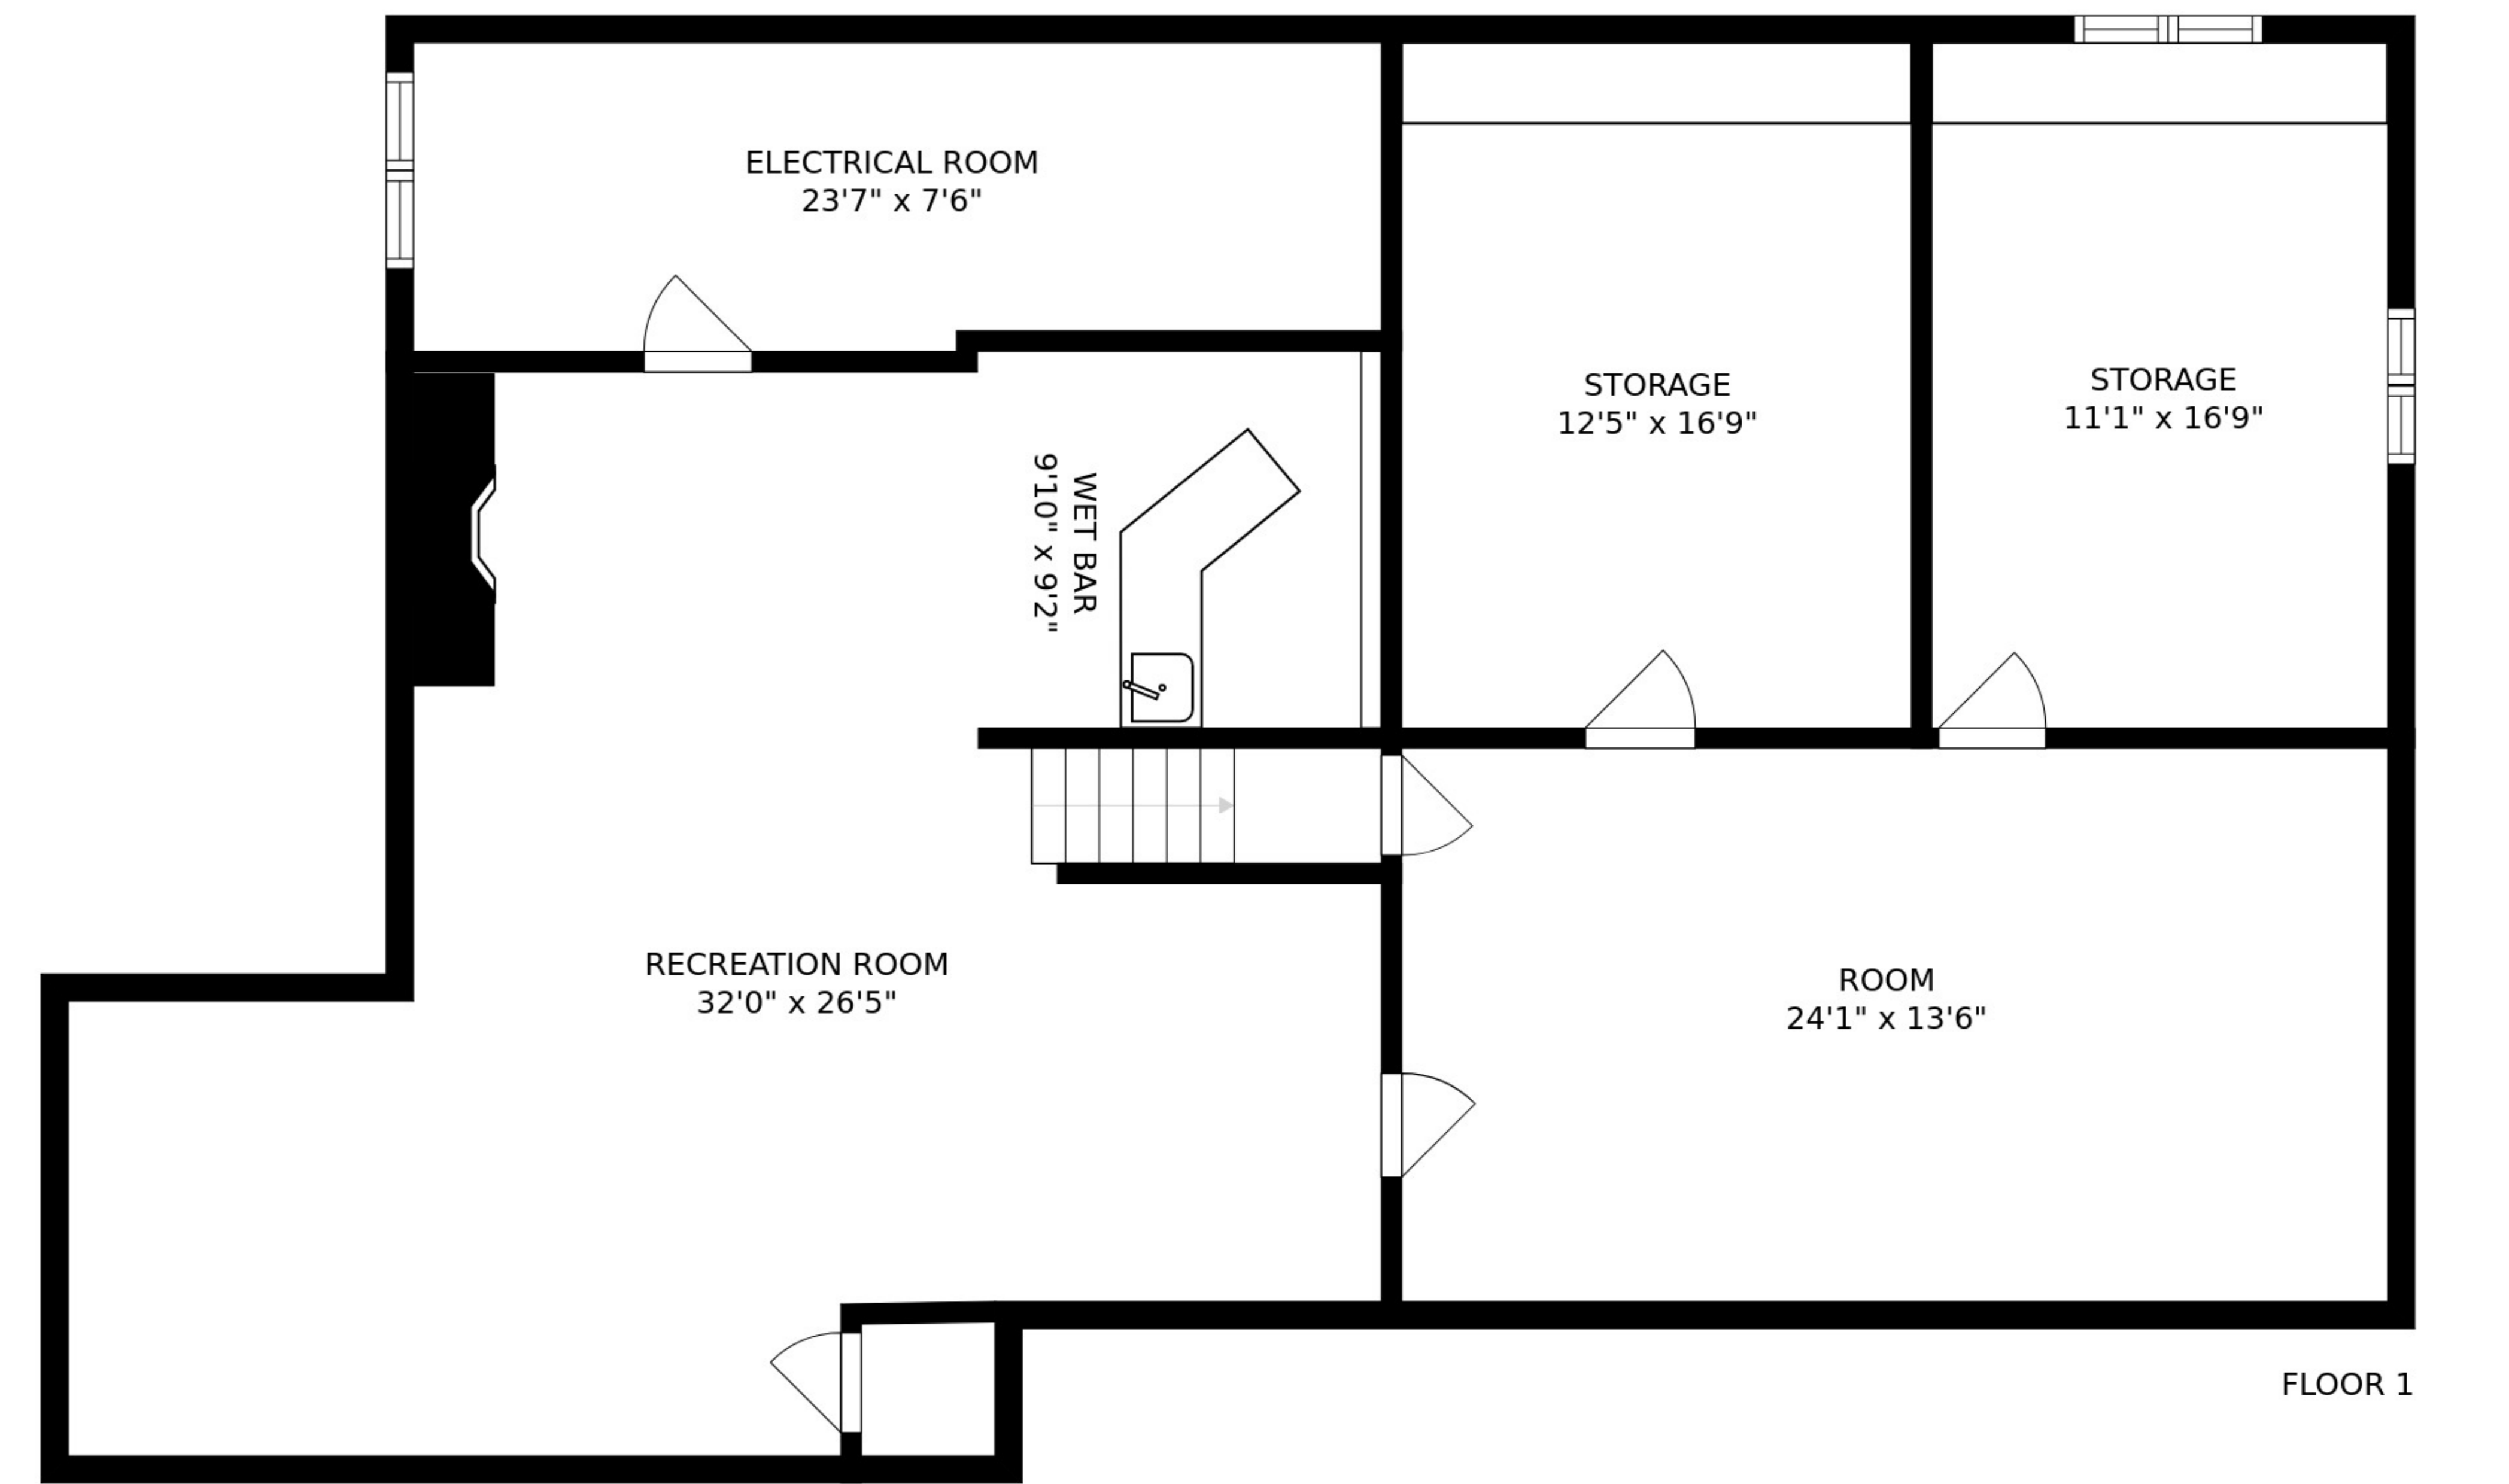 ELECTRICAL ROOM
23'7" x 7'6"
STORAGE
12'5" x 16'9"
STORAGE
11'1" x 16'9"
WET BAR
9'10" x 9'2"
RECREATION ROOM
32'0" x 26'5"
ROOM
24'1" x 13'6"
FLOOR 1